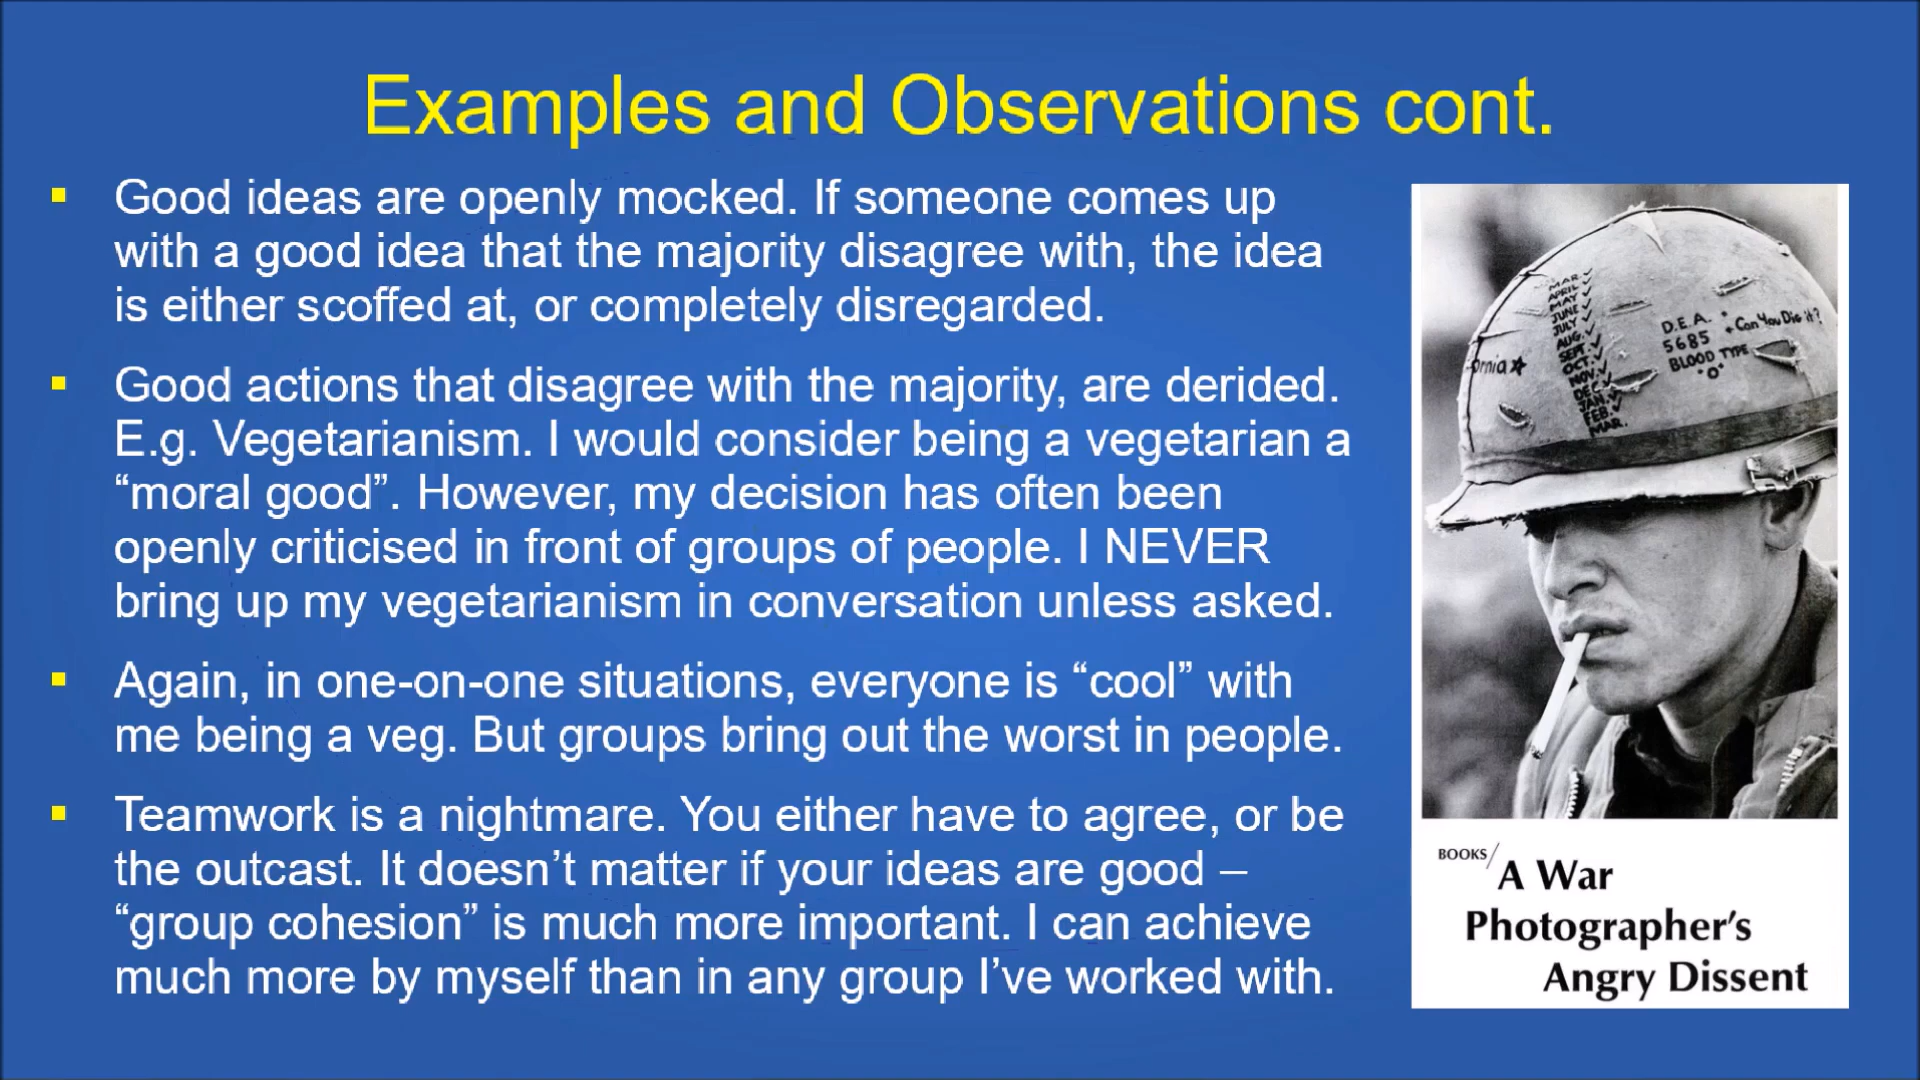 Examples and Observations cont.
▪ Good ideas are openly mocked. If someone comes up
with a good idea that the majority disagree with, the idea
is either scoffed at, or completely disregarded.
▪ Good actions that disagree with the majority, are derided.
E.g. Vegetarianism. I would consider being a vegetarian a
“moral good”. However, my decision has often been
openly criticised in front of groups of people. I NEVER
bring up my vegetarianism in conversation unless asked.
▪ Again, in one-on-one situations, everyone is “cool” with
me being a veg. But groups bring out the worst in people.
▪ Teamwork is a nightmare. You either have to agree, or be
the outcast. It doesn’t matter if your ideas are good –
“group cohesion” is much more important. I can achieve
much more by myself than in any group I’ve worked with.
MAR. ✓
APRIL ✓
MAY ✓
JUNE ✓
JULY ✓
AUG. ✓
SEPT. ✓
OCT. ✓
NOV. ✓
DEC. ✓
JAN. ✓
FEB. ✓
MAR.
ornia ★
D.E.A.
5685
BLOOD TYPE
"O"
Can You Dig it?
BOOKS/
A War
Photographer’s
Angry Dissent